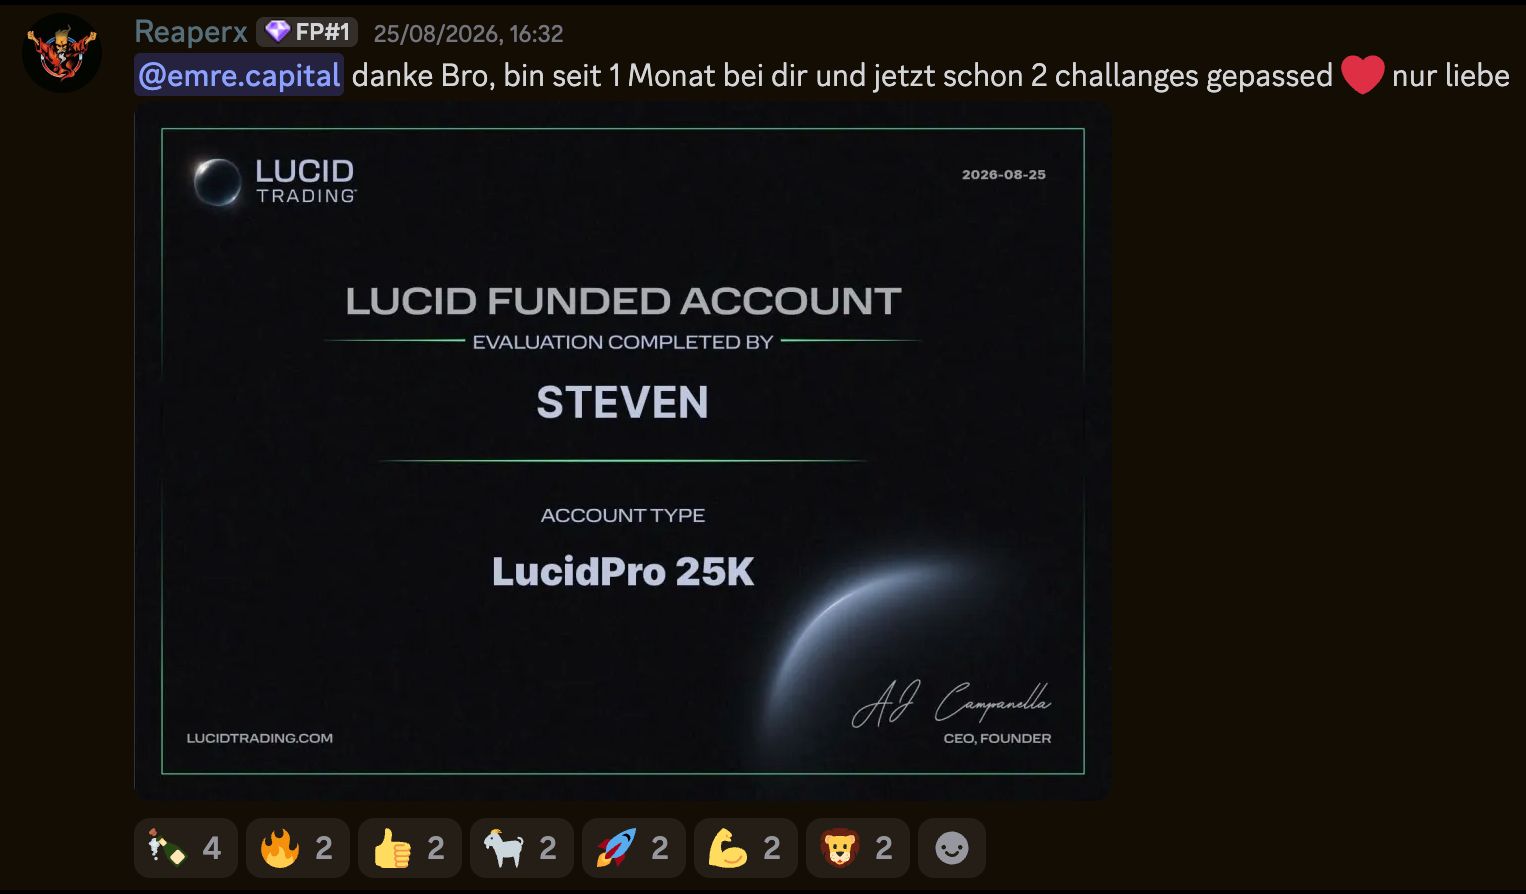 Reaperx FP#1 25/08/2026, 16:32
@emre.capital danke Bro, bin seit 1 Monat bei dir und jetzt schon 2 challanges gepassed ❤️ nur liebe
LUCID
TRADING
2026-08-25
LUCID FUNDED ACCOUNT
EVALUATION COMPLETED BY
STEVEN
ACCOUNT TYPE
LucidPro 25K
AJ Campanella
LUCIDTRADING.COM
CEO, FOUNDER
4 2 2 2 2 2 2